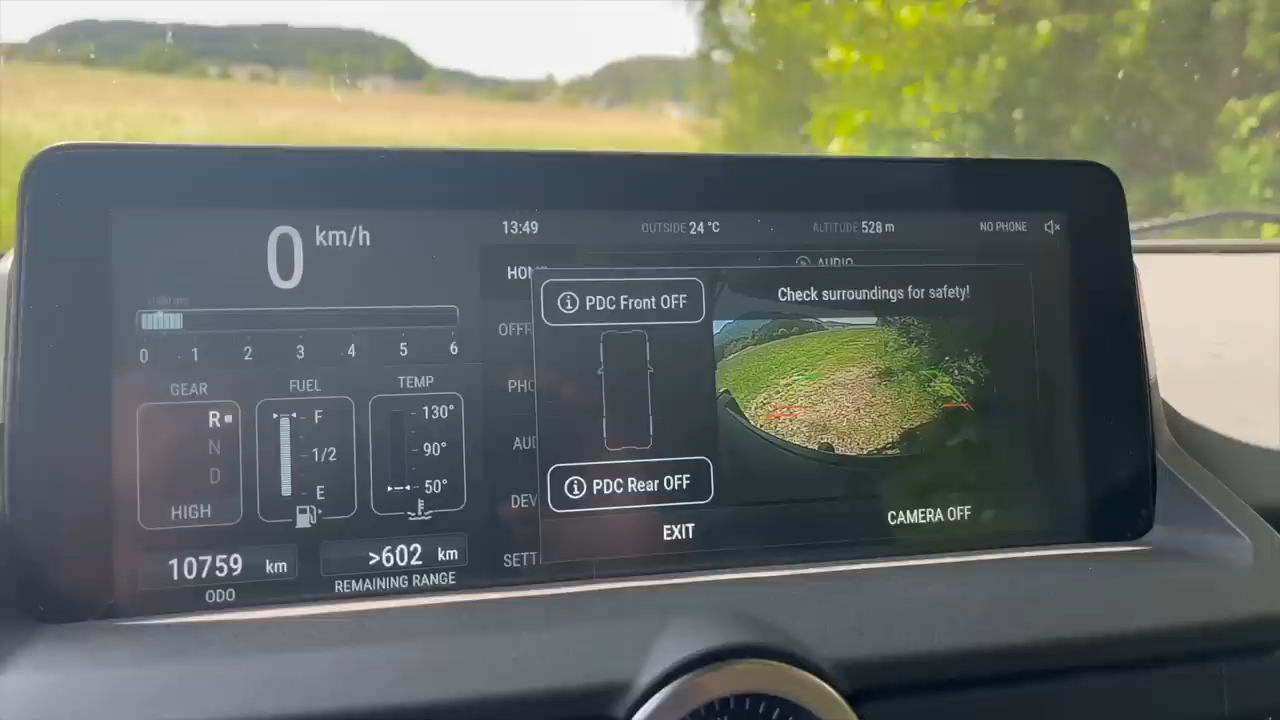 0 km/h
0 1 2 3 4 5 6
GEAR
R
N
D
HIGH
FUEL
F
1/2
E
TEMP
130°
90°
50°
10759 km
ODO
>602 km
REMAINING RANGE
13:49
OUTSIDE 24 °C
ALTITUDE 528 m
NO PHONE
AUDIO
HOM
OFFR
PHO
AUI
DEV
SETT
PDC Front OFF
Check surroundings for safety!
PDC Rear OFF
EXIT
CAMERA OFF